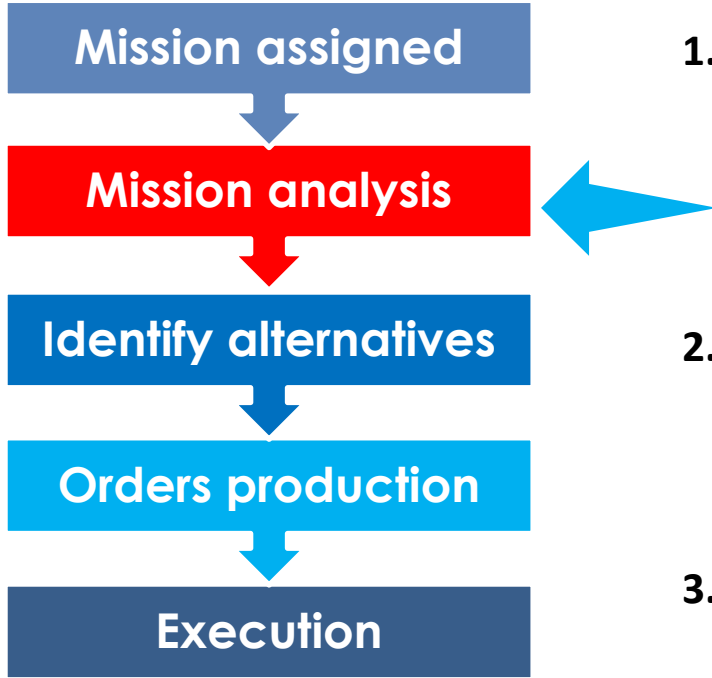 Mission assigned
1.
Mission analysis
Identify alternatives
2.
Orders production
3.
Execution